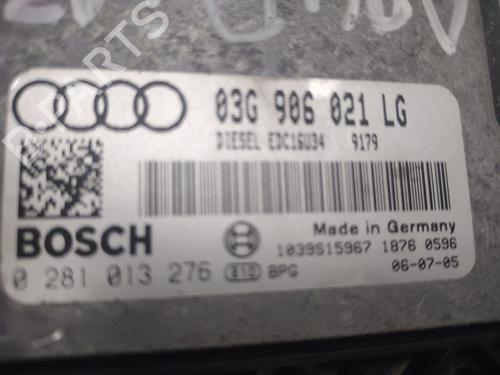 03G 906 021 LG
DIESEL EDC16U34 9179
BOSCH
Made in Germany
1039S15967 1876 0596
0 281 013 276 BPG
06-07-05